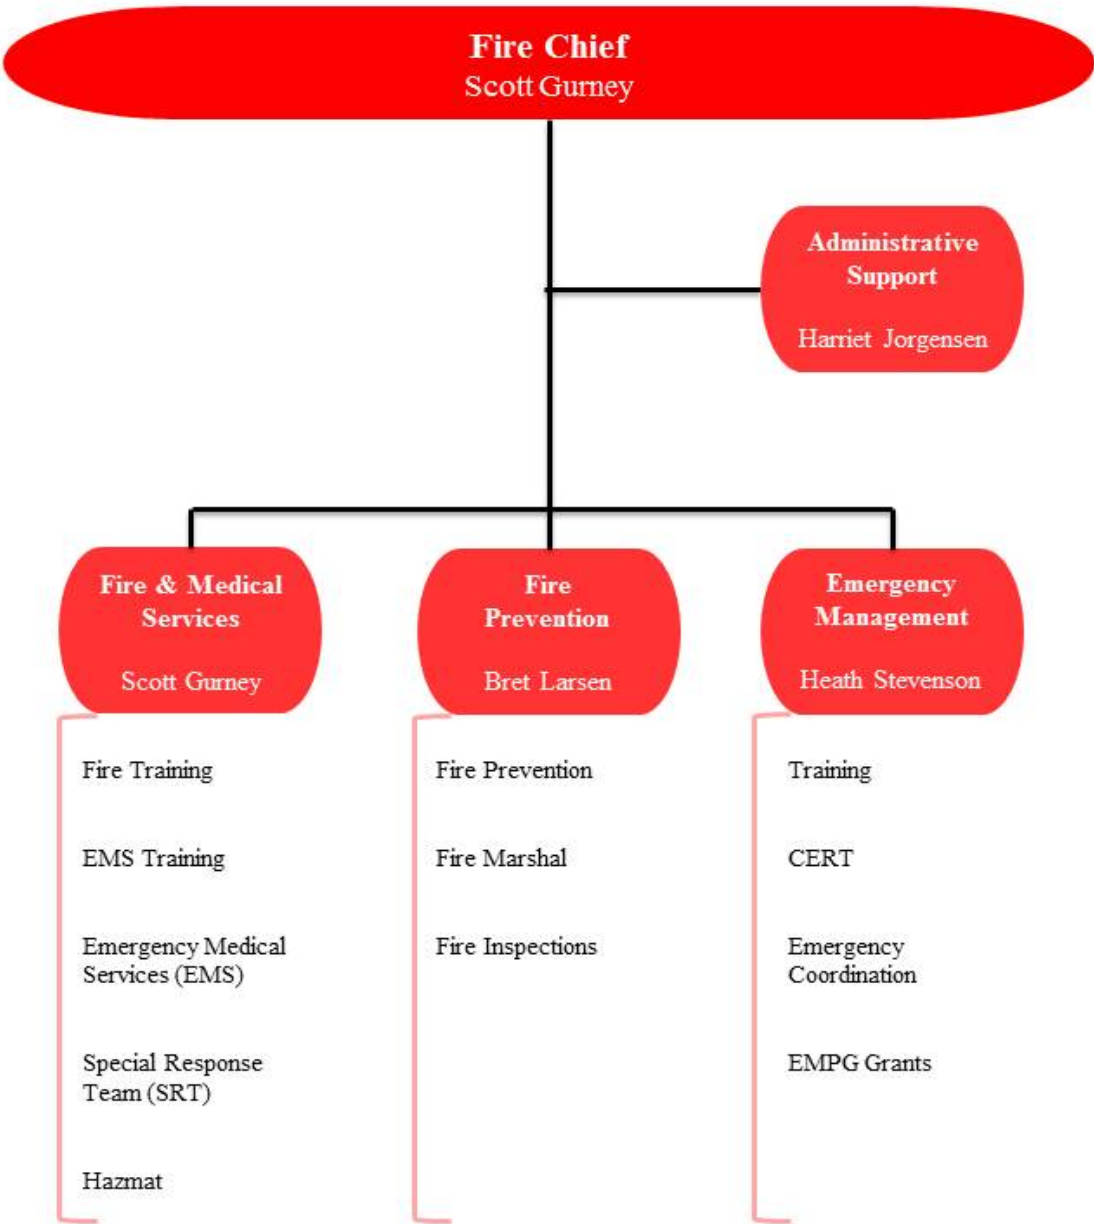 Fire Chief
Scott Gurney
Administrative
Support
Harriet Jorgensen
Fire & Medical
Services
Scott Gurney
Fire Training
EMS Training
Emergency Medical
Services (EMS)
Special Response
Team (SRT)
Hazmat
Fire
Prevention
Bret Larsen
Fire Prevention
Fire Marshal
Fire Inspections
Emergency
Management
Heath Stevenson
Training
CERT
Emergency
Coordination
EMPG Grants